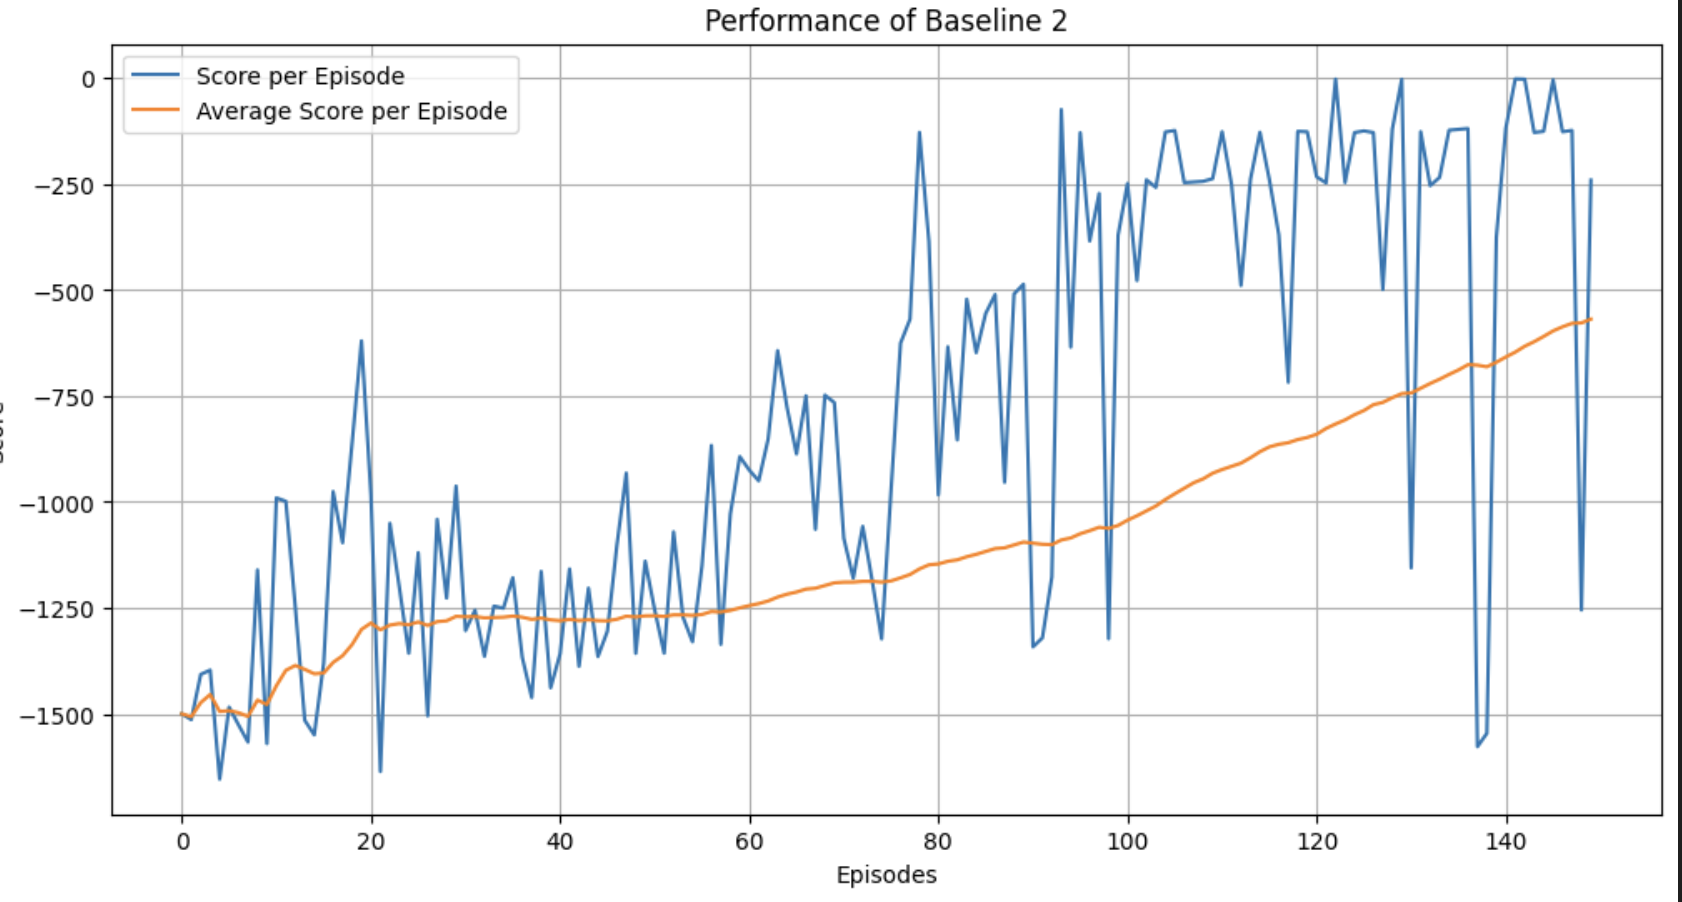 Performance of Baseline 2
Score per Episode
Average Score per Episode
0
−250
−500
−750
−1000
−1250
−1500
0 20 40 60 80 100 120 140
Episodes